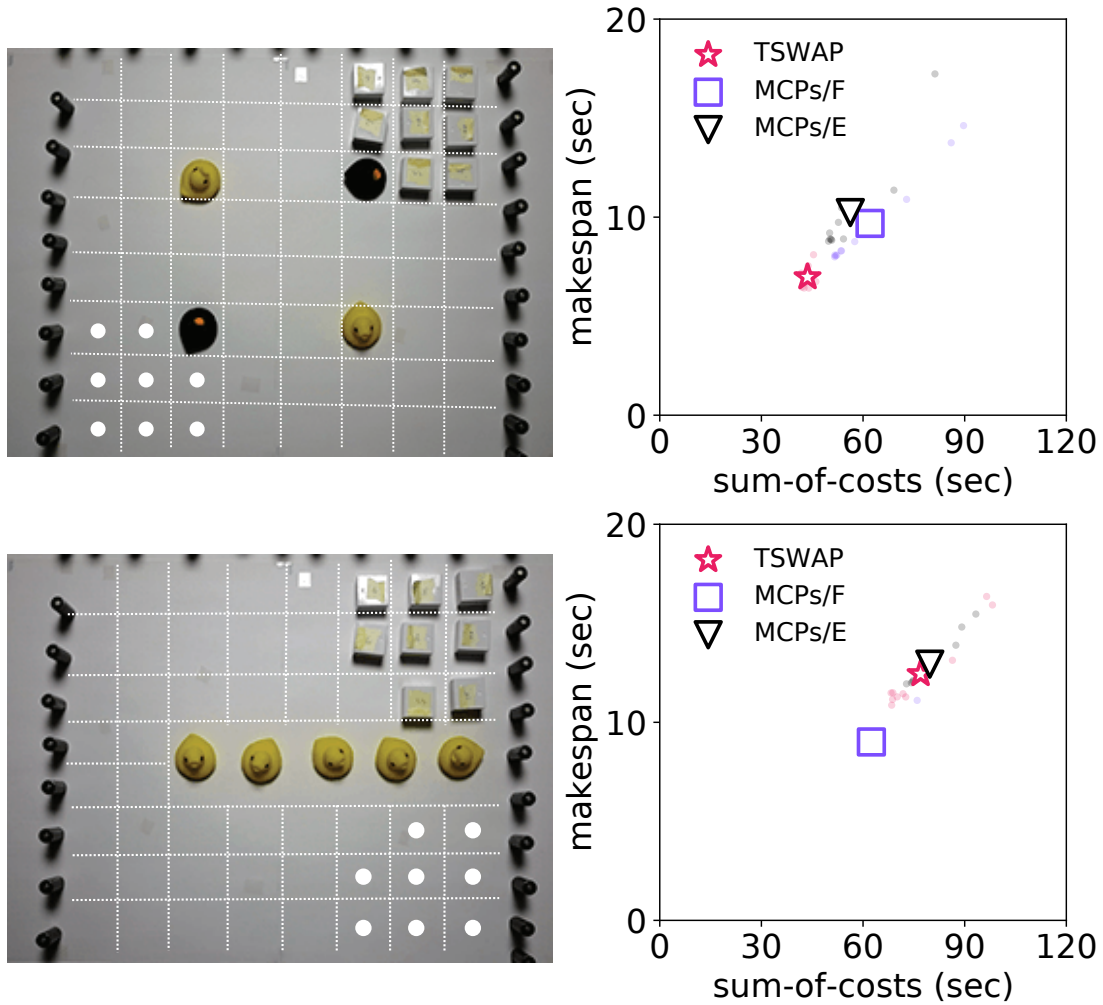 20
10
0
makespan (sec)
TSWAP
MCPs/F
MCPs/E
0 30 60 90 120
sum-of-costs (sec)
20
10
0
makespan (sec)
TSWAP
MCPs/F
MCPs/E
0 30 60 90 120
sum-of-costs (sec)